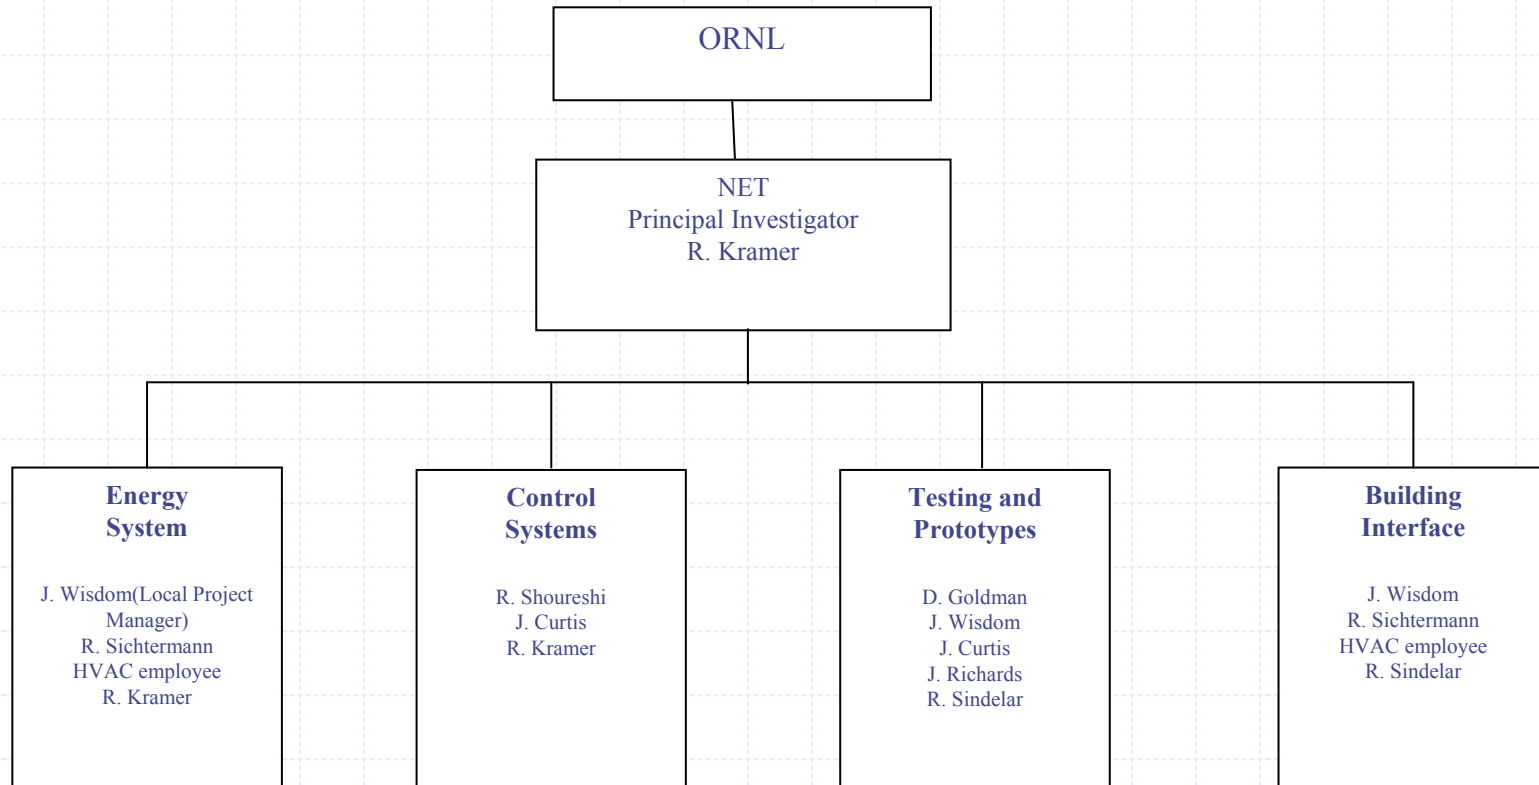 ORNL
NET
Principal Investigator
R. Kramer
Energy
System
J. Wisdom(Local Project
Manager)
R. Sichtermann
HVAC employee
R. Kramer
Control
Systems
R. Shoureshi
J. Curtis
R. Kramer
Testing and
Prototypes
D. Goldman
J. Wisdom
J. Curtis
J. Richards
R. Sindelar
Building
Interface
J. Wisdom
R. Sichtermann
HVAC employee
R. Sindelar